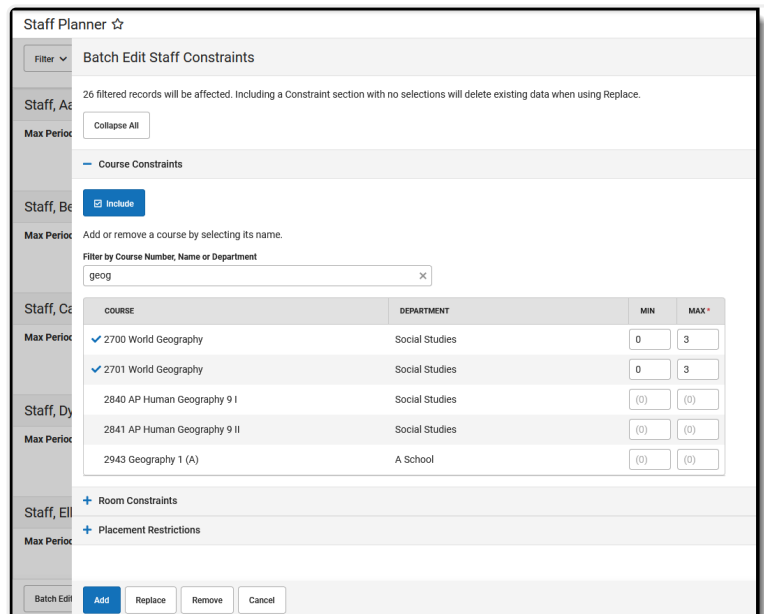 Staff Planner
Filter
Batch Edit Staff Constraints
26 filtered records will be affected. Including a Constraint section with no selections will delete existing data when using Replace.
Staff, Aa
Collapse All
Max Period
Course Constraints
Include
Staff, Be
Max Period
Add or remove a course by selecting its name.
Filter by Course Number, Name or Department
geog
Staff, Ca
COURSE DEPARTMENT MIN MAX*
Max Period
2700 World Geography Social Studies 0 3
2701 World Geography Social Studies 0 3
2840 AP Human Geography 9 I Social Studies (0) (0)
Staff, Dy
2841 AP Human Geography 9 II Social Studies (0) (0)
Max Period
2943 Geography 1 (A) A School (0) (0)
Room Constraints
Staff, Ell
Placement Restrictions
Max Period
Batch Edit
Add Replace Remove Cancel